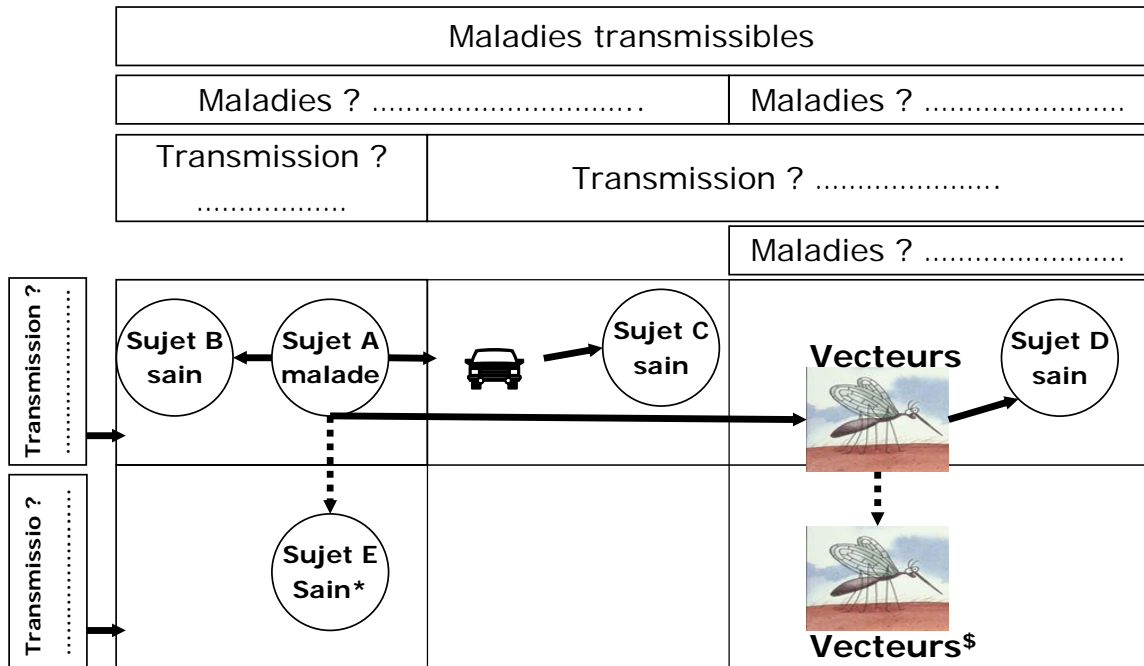 Maladies transmissibles
Maladies ? ................................
Maladies ? ........................
Transmission ?
..................
Transmission ? ......................
Maladies ? ........................
Transmission ?
........................
Sujet B
sain
Sujet A
malade
Sujet C
sain
Vecteurs
Sujet D
sain
Transmissio ?
........................
Sujet E
Sain*
Vecteurs$